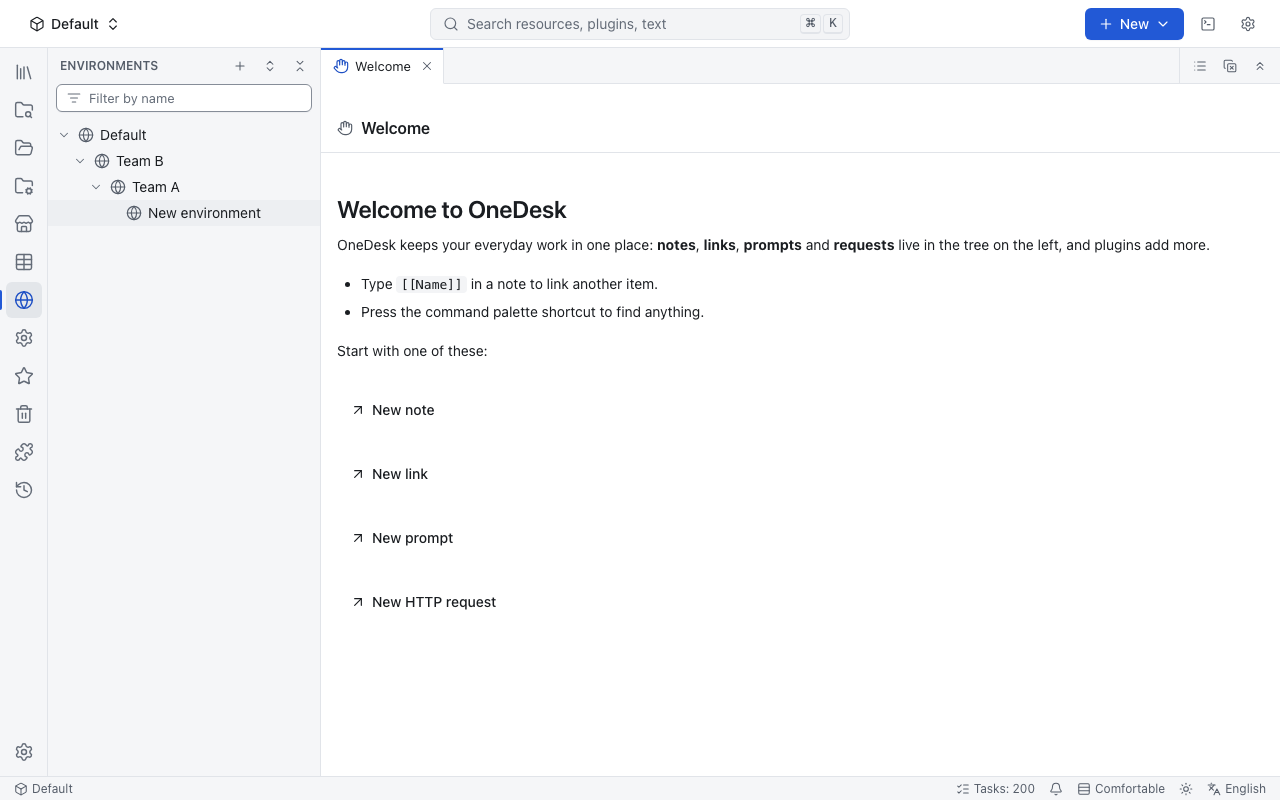 Default
Search resources, plugins, text
⌘ K
New
ENVIRONMENTS
Filter by name
Default
Team B
Team A
New environment
Welcome
Welcome
Welcome to OneDesk
OneDesk keeps your everyday work in one place: notes, links, prompts and requests live in the tree on the left, and plugins add more.
Type [[Name]] in a note to link another item.
Press the command palette shortcut to find anything.
Start with one of these:
New note
New link
New prompt
New HTTP request
Default
Tasks: 200
Comfortable
English